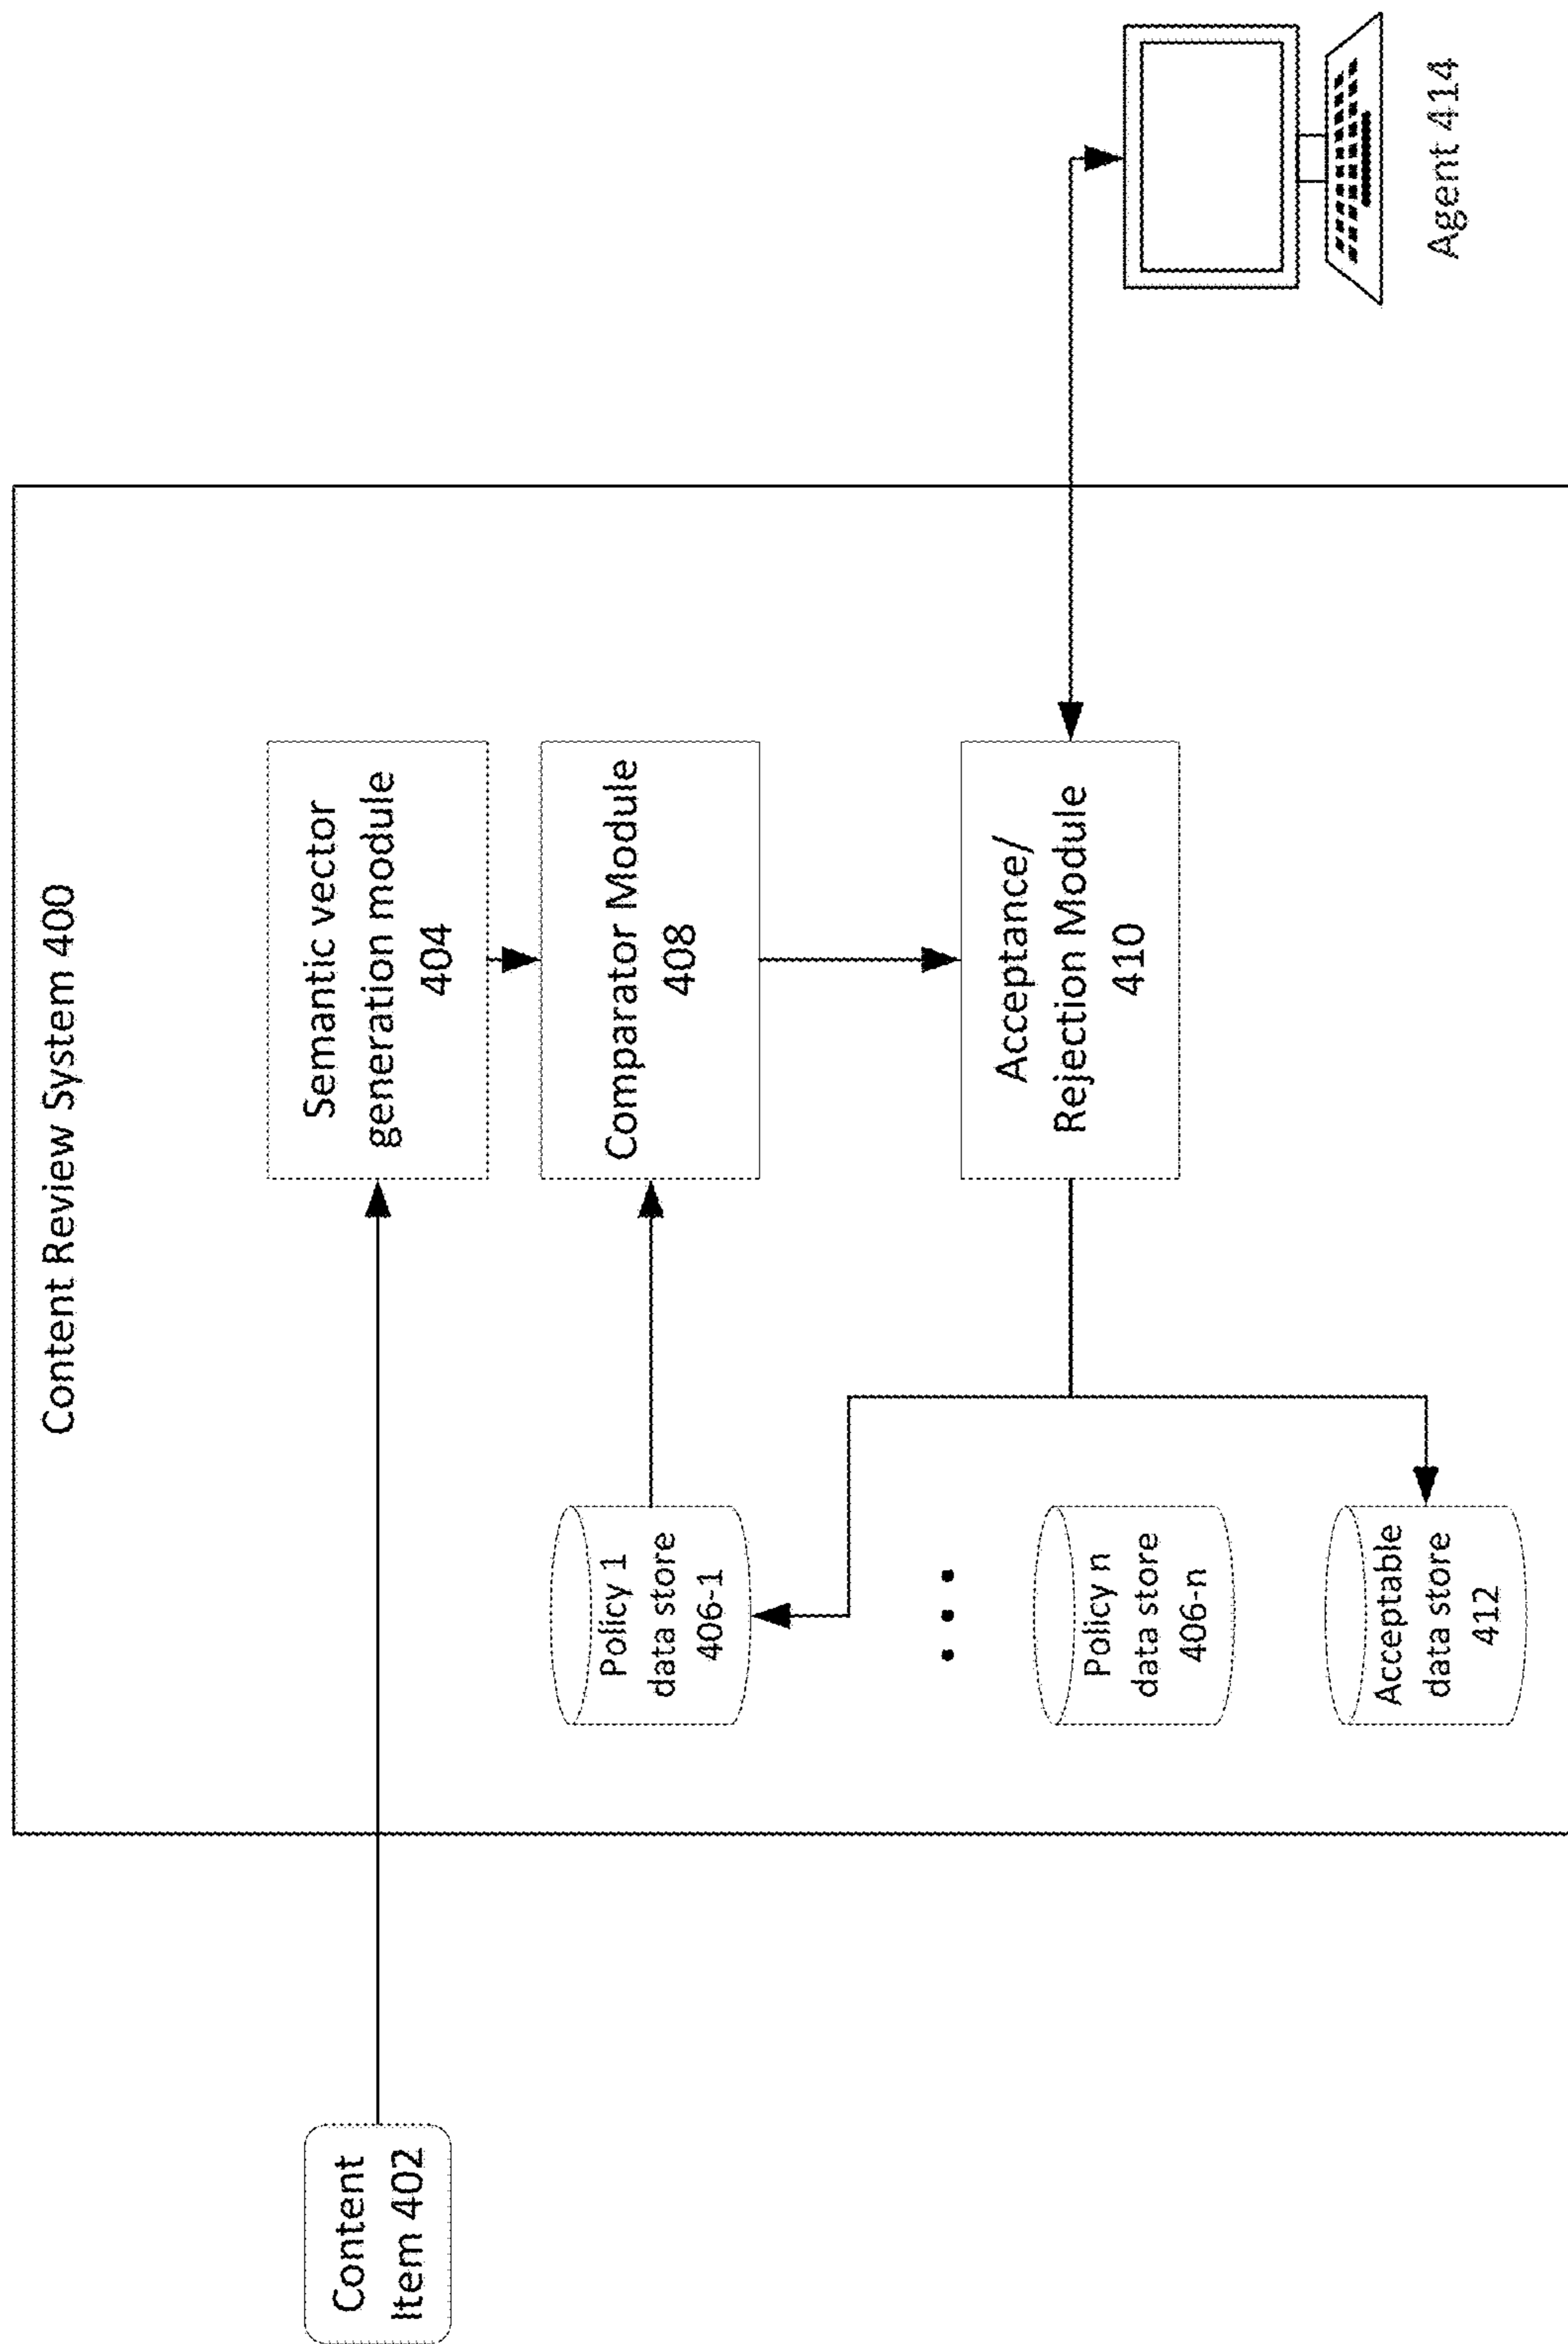 Content Review System 400
Content
Item 402
Semantic vector
generation module
404
Policy 1
data store
406-1
Comparator Module
408
Policy n
data store
406-n
Acceptance/
Rejection Module
410
Acceptable
data store
412
Agent 414